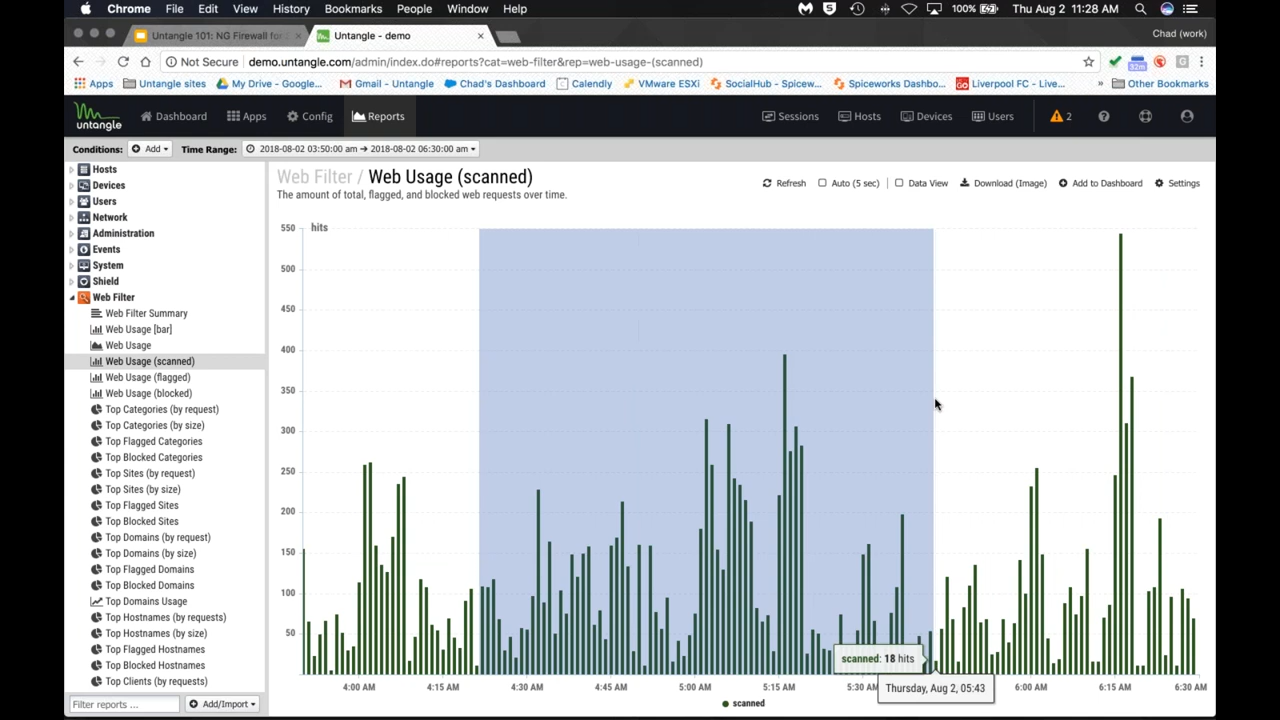 Chrome File Edit View History Bookmarks People Window Help 100% Thu Aug 2 11:28 AM
Untangle 101: NG Firewall for Untangle - demo Chad (work)
Not Secure demo.untangle.com/admin/index.do#reports?cat=web-filter&rep=web-usage-(scanned)
Apps Untangle sites My Drive - Google... Gmail - Untangle Chad's Dashboard Calendly VMware ESXi SocialHub - Spicew... Spiceworks Dashbo... Liverpool FC - Live... » Other Bookmarks
untangle Dashboard Apps Config Reports Sessions Hosts Devices Users 2
Conditions: Add Time Range: 2018-08-02 03:50:00 am → 2018-08-02 06:30:00 am
Hosts
Devices
Users
Network
Administration
Events
System
Shield
Web Filter
Web Filter Summary
Web Usage [bar]
Web Usage
Web Usage (scanned)
Web Usage (flagged)
Web Usage (blocked)
Top Categories (by request)
Top Categories (by size)
Top Flagged Categories
Top Blocked Categories
Top Sites (by request)
Top Sites (by size)
Top Flagged Sites
Top Blocked Sites
Top Domains (by request)
Top Domains (by size)
Top Flagged Domains
Top Blocked Domains
Top Domains Usage
Top Hostnames (by requests)
Top Hostnames (by size)
Top Flagged Hostnames
Top Blocked Hostnames
Top Clients (by requests)
Filter reports ... Add/Import
Web Filter / Web Usage (scanned)
The amount of total, flagged, and blocked web requests over time.
Refresh Auto (5 sec) Data View Download (Image) Add to Dashboard Settings
hits
550
500
450
400
350
300
250
200
150
100
50
scanned: 18 hits
Thursday, Aug 2, 05:43
4:00 AM 4:15 AM 4:30 AM 4:45 AM 5:00 AM 5:15 AM 5:30 AM 6:00 AM 6:15 AM 6:30 AM
scanned